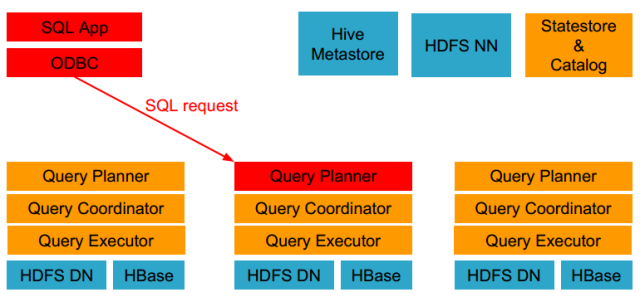 SQL App
ODBC
Hive
Metastore
HDFS NN
Statestore
&
Catalog
SQL request
Query Planner
Query Coordinator
Query Executor
HDFS DN
HBase
Query Planner
Query Coordinator
Query Executor
HDFS DN
HBase
Query Planner
Query Coordinator
Query Executor
HDFS DN
HBase